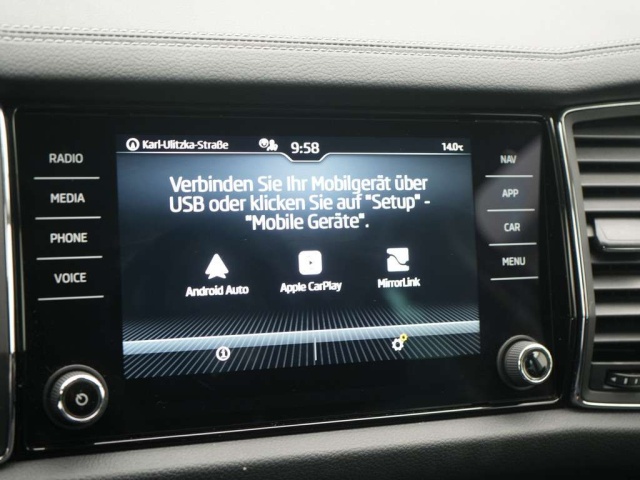 RADIO
MEDIA
PHONE
VOICE
Karl-Ulitzka-Straße
9:58
14.0℃
Verbinden Sie Ihr Mobilgerät über
USB oder klicken Sie auf "Setup" -
"Mobile Geräte".
Android Auto
Apple CarPlay
MirrorLink
NAV
APP
CAR
MENU